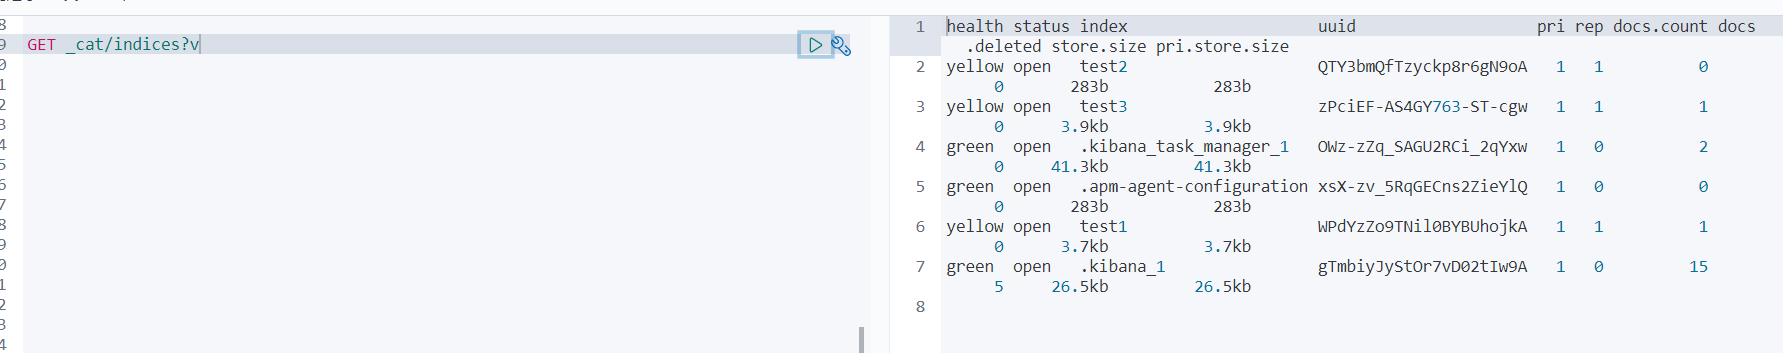 8
9 GET _cat/indices?v
0
1
2
3
4
5
6
7
8
9
0
1
2
3
4
1 health status index uuid pri rep docs.count docs
.deleted store.size pri.store.size
2 yellow open test2 QTY3bmQfTzyckp8r6gN9oA 1 1 0
0 283b 283b
3 yellow open test3 zPciEF-AS4GY763-ST-cgw 1 1 1
0 3.9kb 3.9kb
4 green open .kibana_task_manager_1 OWz-zZq_SAGU2RCi_2qYxw 1 0 2
0 41.3kb 41.3kb
5 green open .apm-agent-configuration xsX-zv_5RqGECns2ZieYlQ 1 0 0
0 283b 283b
6 yellow open test1 WPdYzZo9TNil0BYBUhojkA 1 1 1
0 3.7kb 3.7kb
7 green open .kibana_1 gTmbiyJyStOr7vD02tIw9A 1 0 15
5 26.5kb 26.5kb
8